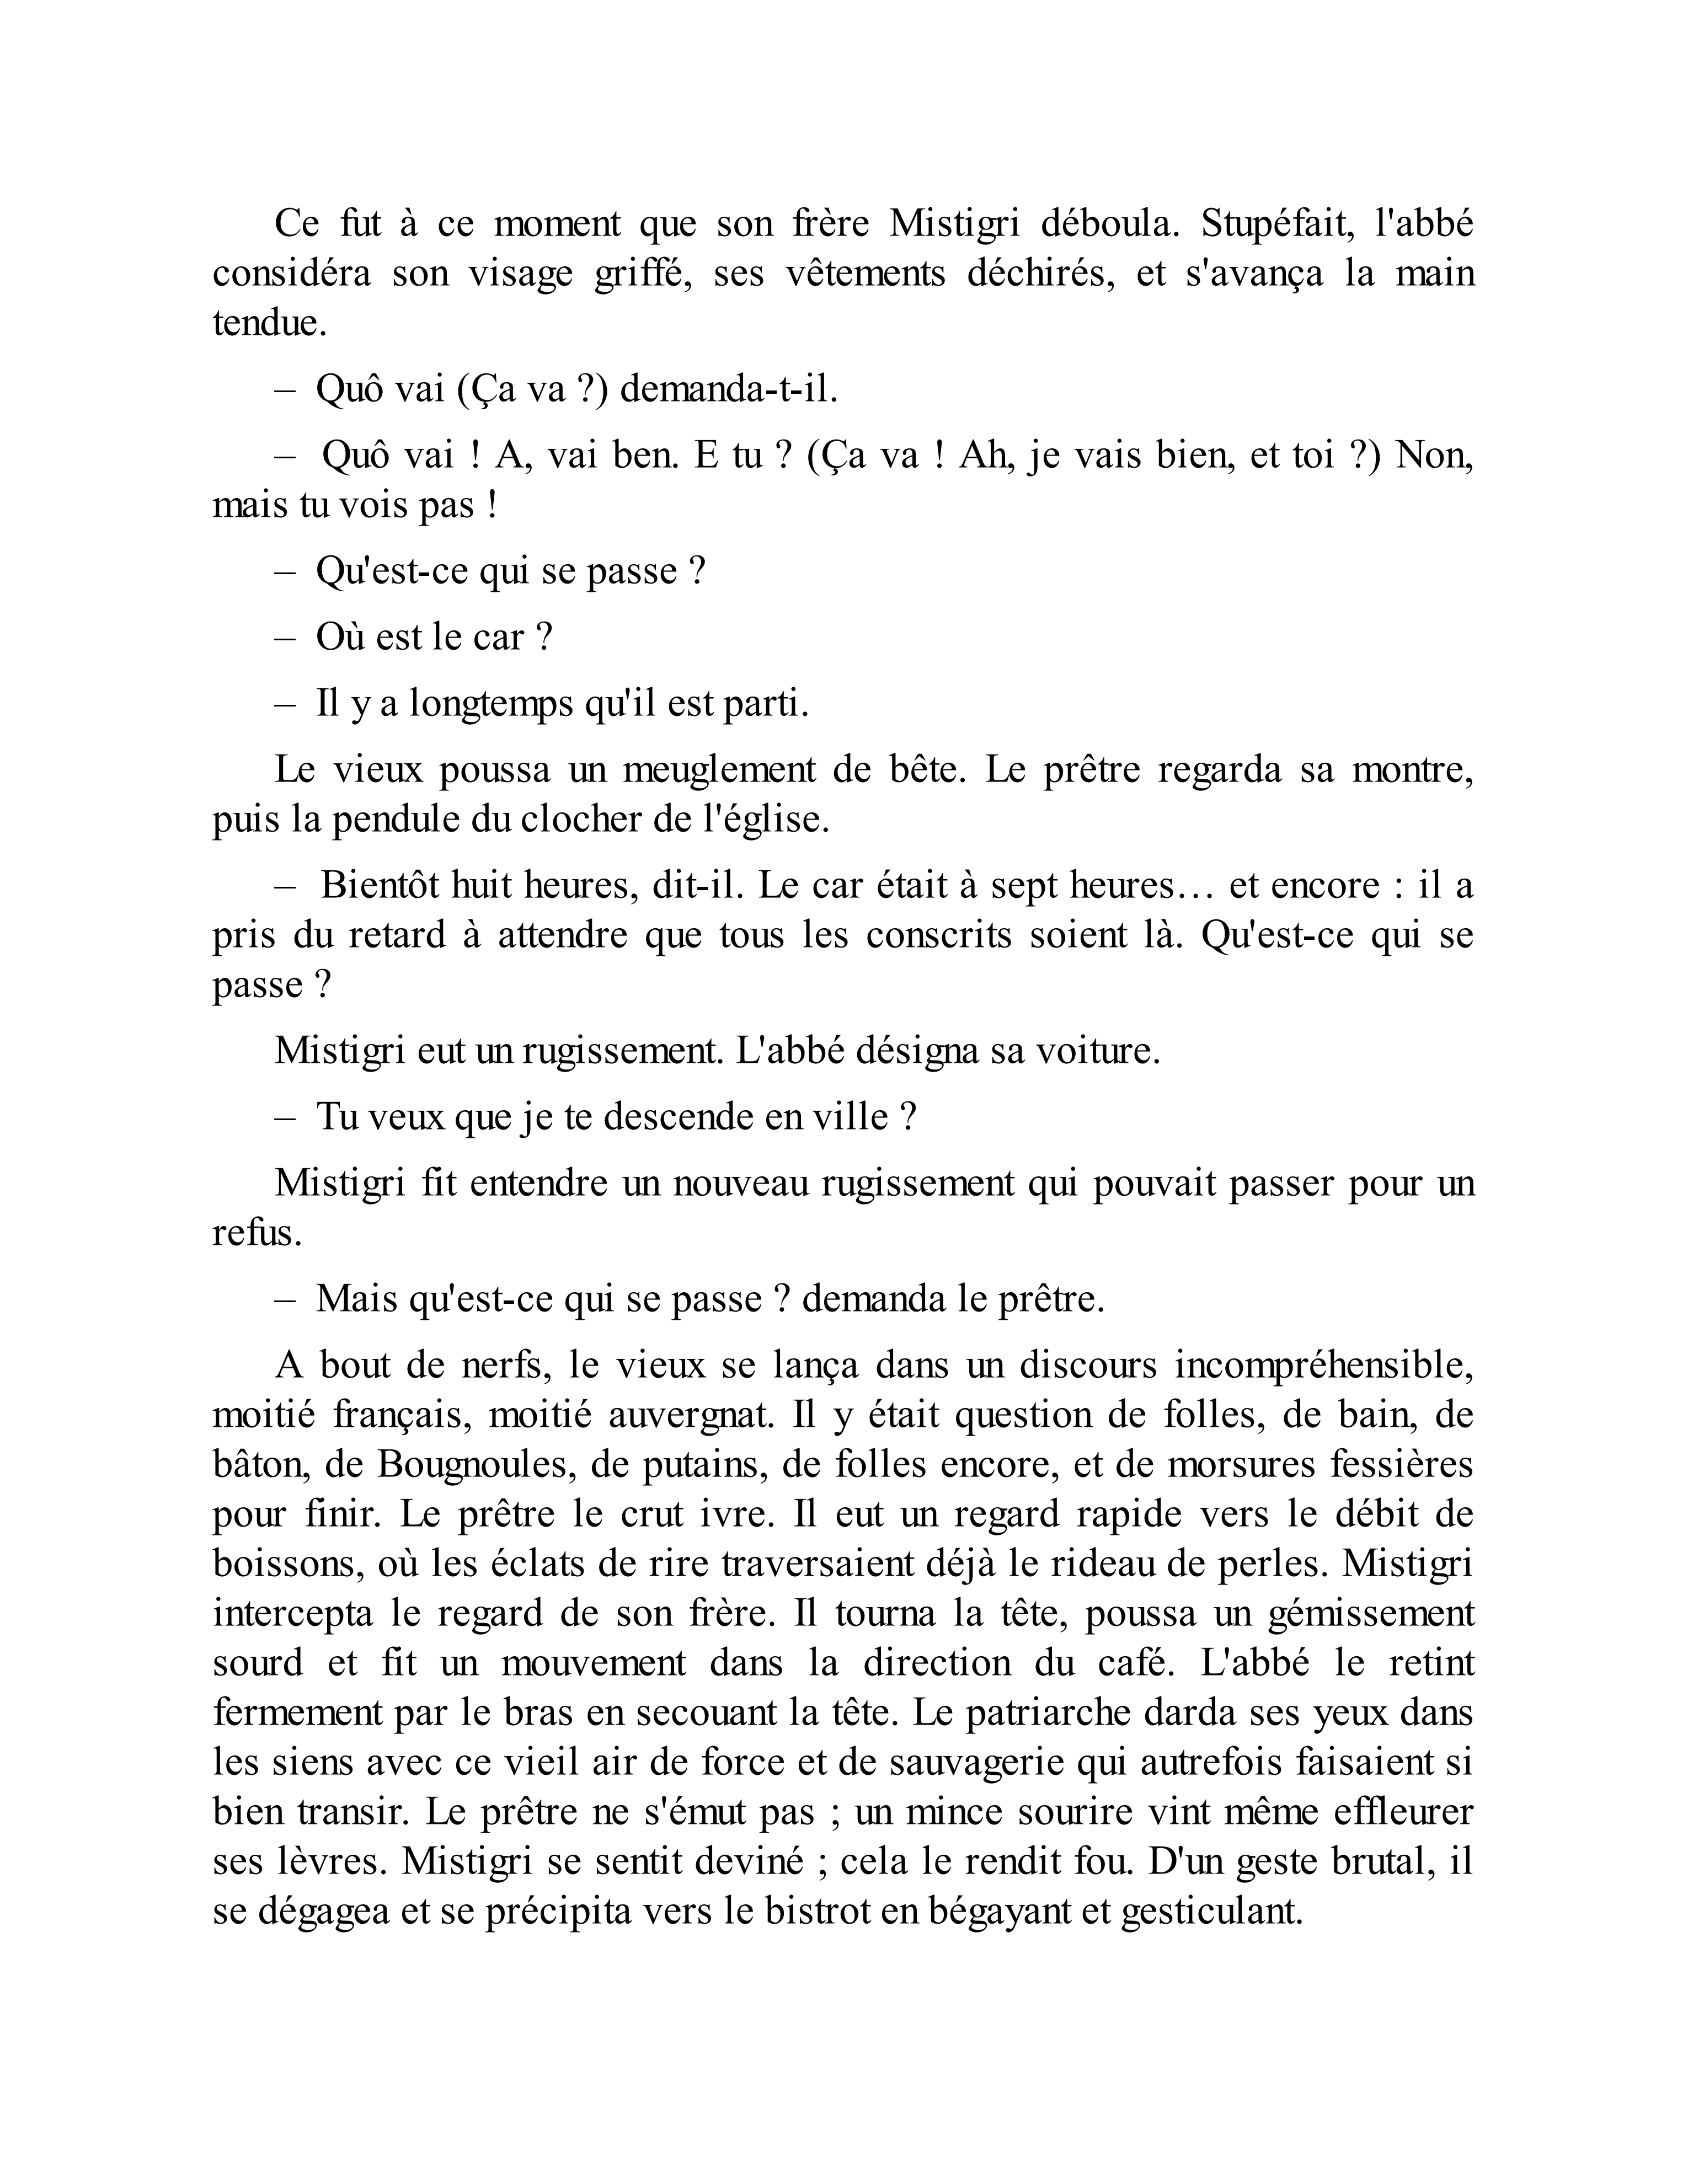 Ce fut à ce moment que son frère Mistigri déboula. Stupéfait, l'abbé
considéra son visage griffé, ses vêtements déchirés, et s'avança la main
tendue.
– Quô vai (Ça va ?) demanda-t-il.
– Quô vai ! A, vai ben. E tu ? (Ça va ! Ah, je vais bien, et toi ?) Non,
mais tu vois pas !
– Qu'est-ce qui se passe ?
– Où est le car ?
– Il y a longtemps qu'il est parti.
Le vieux poussa un meuglement de bête. Le prêtre regarda sa montre,
puis la pendule du clocher de l'église.
– Bientôt huit heures, dit-il. Le car était à sept heures… et encore : il a
pris du retard à attendre que tous les conscrits soient là. Qu'est-ce qui se
passe ?
Mistigri eut un rugissement. L'abbé désigna sa voiture.
– Tu veux que je te descende en ville ?
Mistigri fit entendre un nouveau rugissement qui pouvait passer pour un
refus.
– Mais qu'est-ce qui se passe ? demanda le prêtre.
A bout de nerfs, le vieux se lança dans un discours incompréhensible,
moitié français, moitié auvergnat. Il y était question de folles, de bain, de
bâton, de Bougnoules, de putains, de folles encore, et de morsures fessières
pour finir. Le prêtre le crut ivre. Il eut un regard rapide vers le débit de
boissons, où les éclats de rire traversaient déjà le rideau de perles. Mistigri
intercepta le regard de son frère. Il tourna la tête, poussa un gémissement
sourd et fit un mouvement dans la direction du café. L'abbé le retint
fermement par le bras en secouant la tête. Le patriarche darda ses yeux dans
les siens avec ce vieil air de force et de sauvagerie qui autrefois faisaient si
bien transir. Le prêtre ne s'émut pas ; un mince sourire vint même effleurer
ses lèvres. Mistigri se sentit deviné ; cela le rendit fou. D'un geste brutal, il
se dégagea et se précipita vers le bistrot en bégayant et gesticulant.